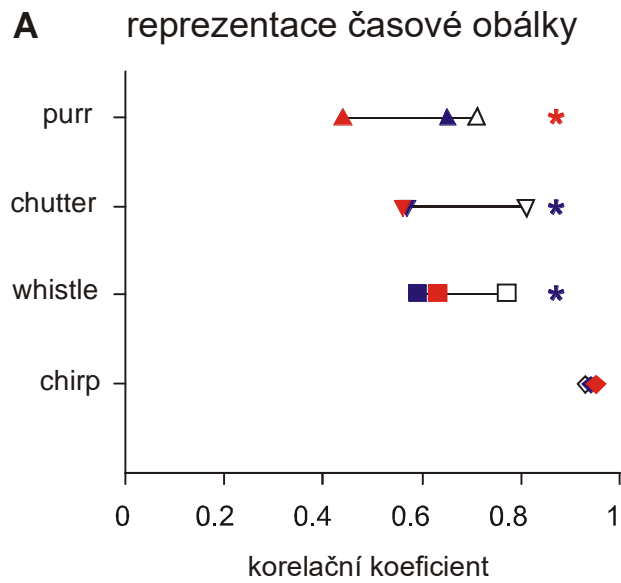 A reprezentace časové obálky
purr
chutter
whistle
chirp
0 0.2 0.4 0.6 0.8 1
korelační koeficient